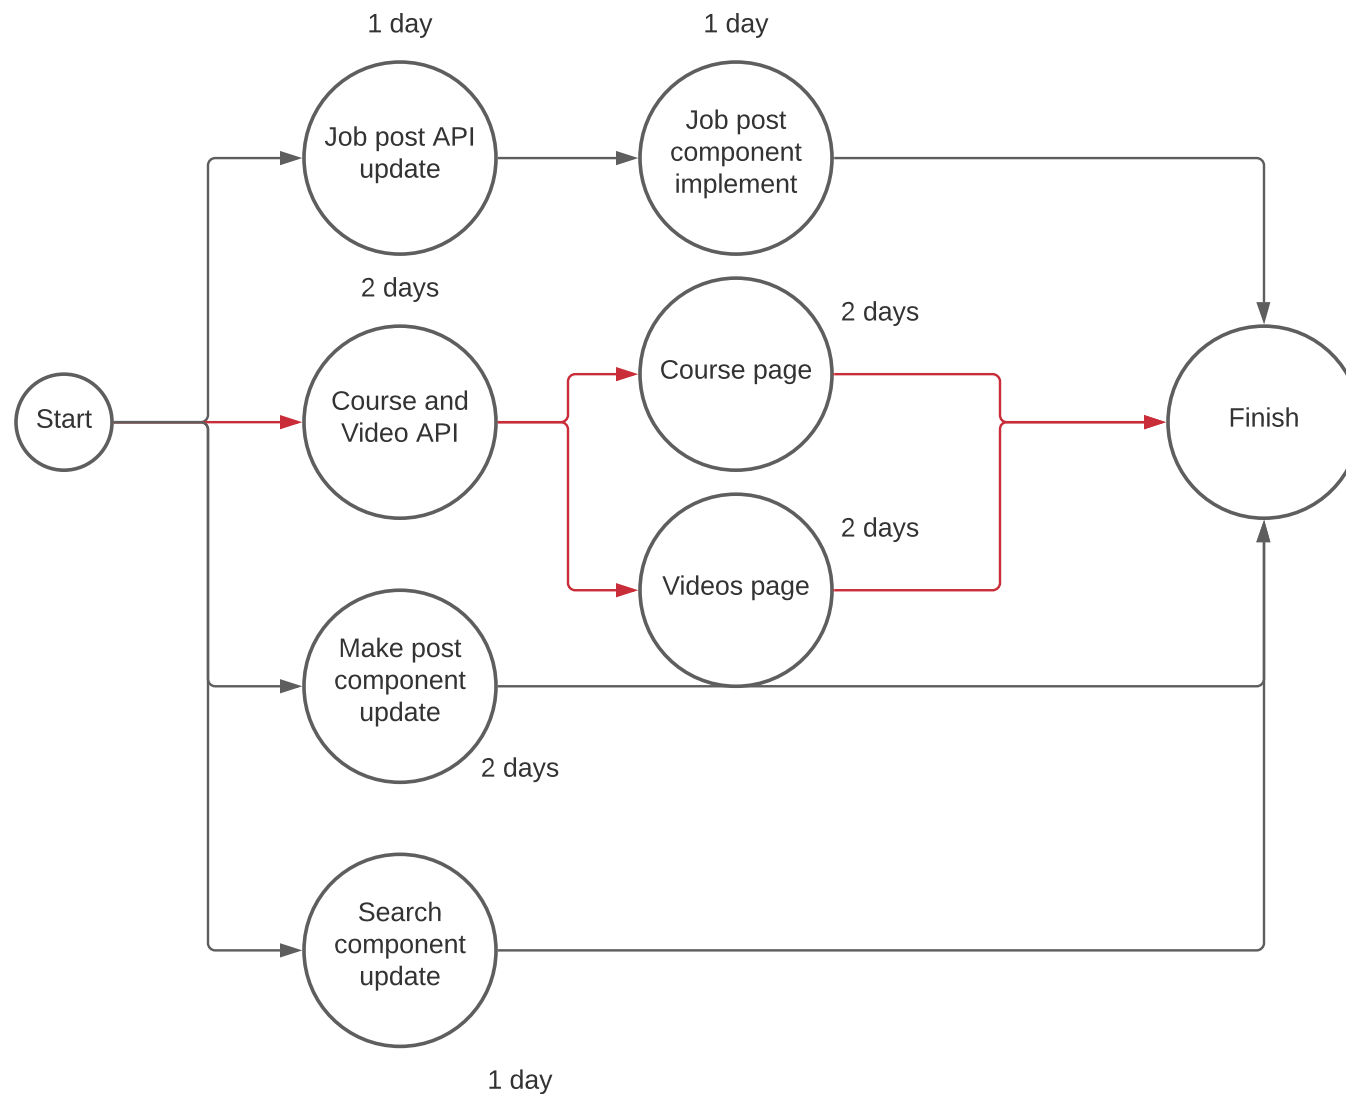 1 day
1 day
Job post API
update
Job post
component
implement
2 days
2 days
Course and
Video API
Course page
Start
Finish
2 days
Videos page
Make post
component
update
2 days
Search
component
update
1 day